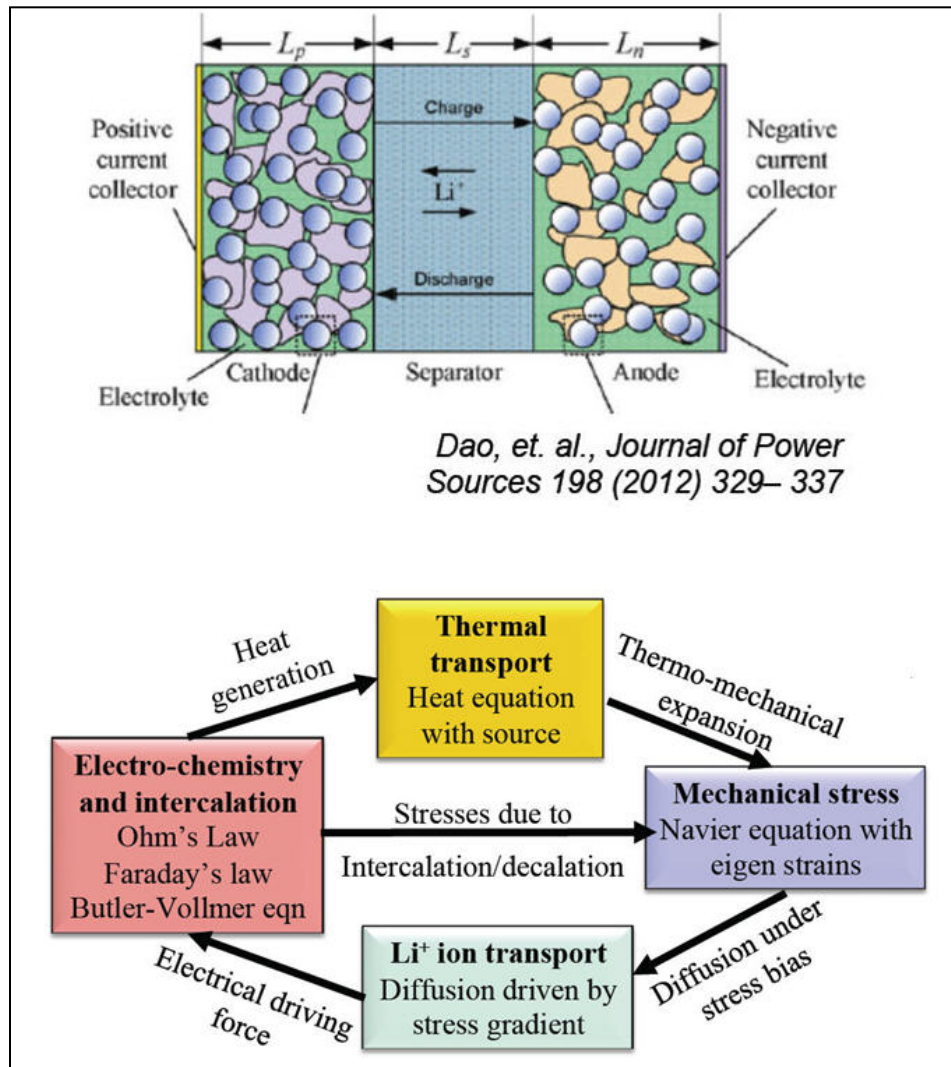 Lp
Ls
Ln
Positive
current
collector
Charge
Li+
Discharge
Negative
current
collector
Electrolyte
Cathode
Separator
Anode
Electrolyte
Dao, et. al., Journal of Power
Sources 198 (2012) 329– 337
Heat
generation
Thermal
transport
Heat equation
with source
Thermo-mechanical
expansion
Electro-chemistry
and intercalation
Ohm's Law
Faraday's law
Butler-Vollmer eqn
Stresses due to
Intercalation/decalation
Mechanical stress
Navier equation with
eigen strains
Electrical driving
force
Li+ ion transport
Diffusion driven by
stress gradient
Diffusion under
stress bias